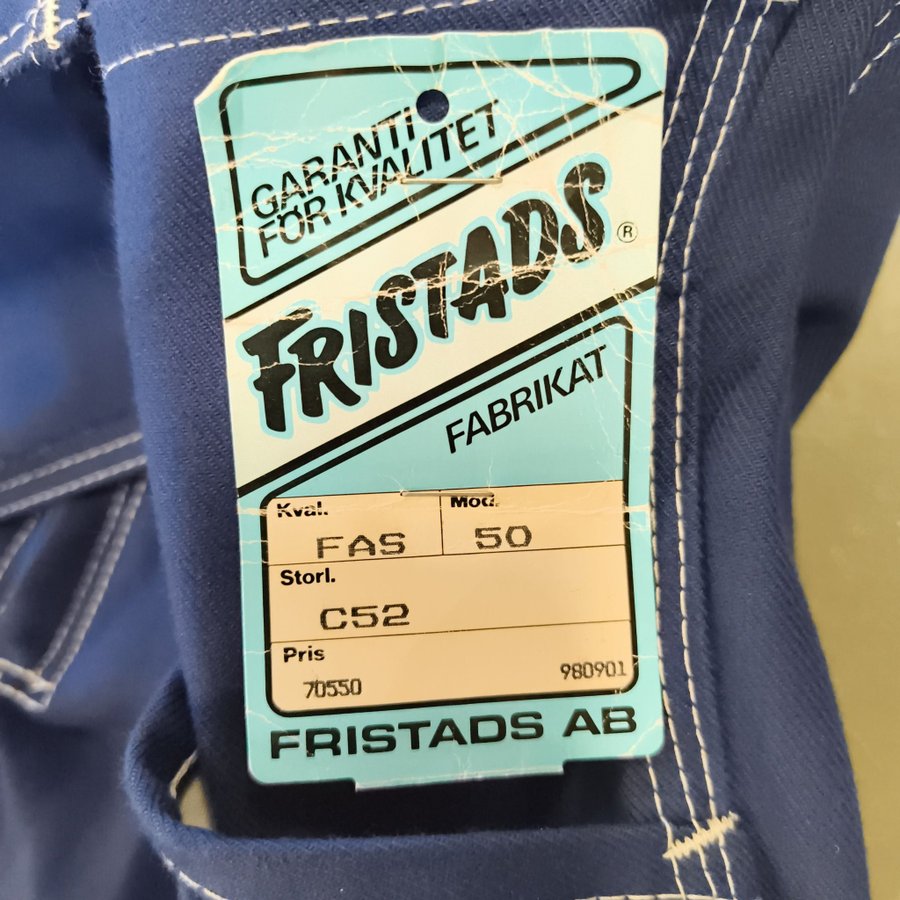 GARANTI
FÖR KVALITET
FRISTADS®
FABRIKAT
Kval. Mod.
FAS 50
Storl.
C52
Pris
70550 980901
FRISTADS AB